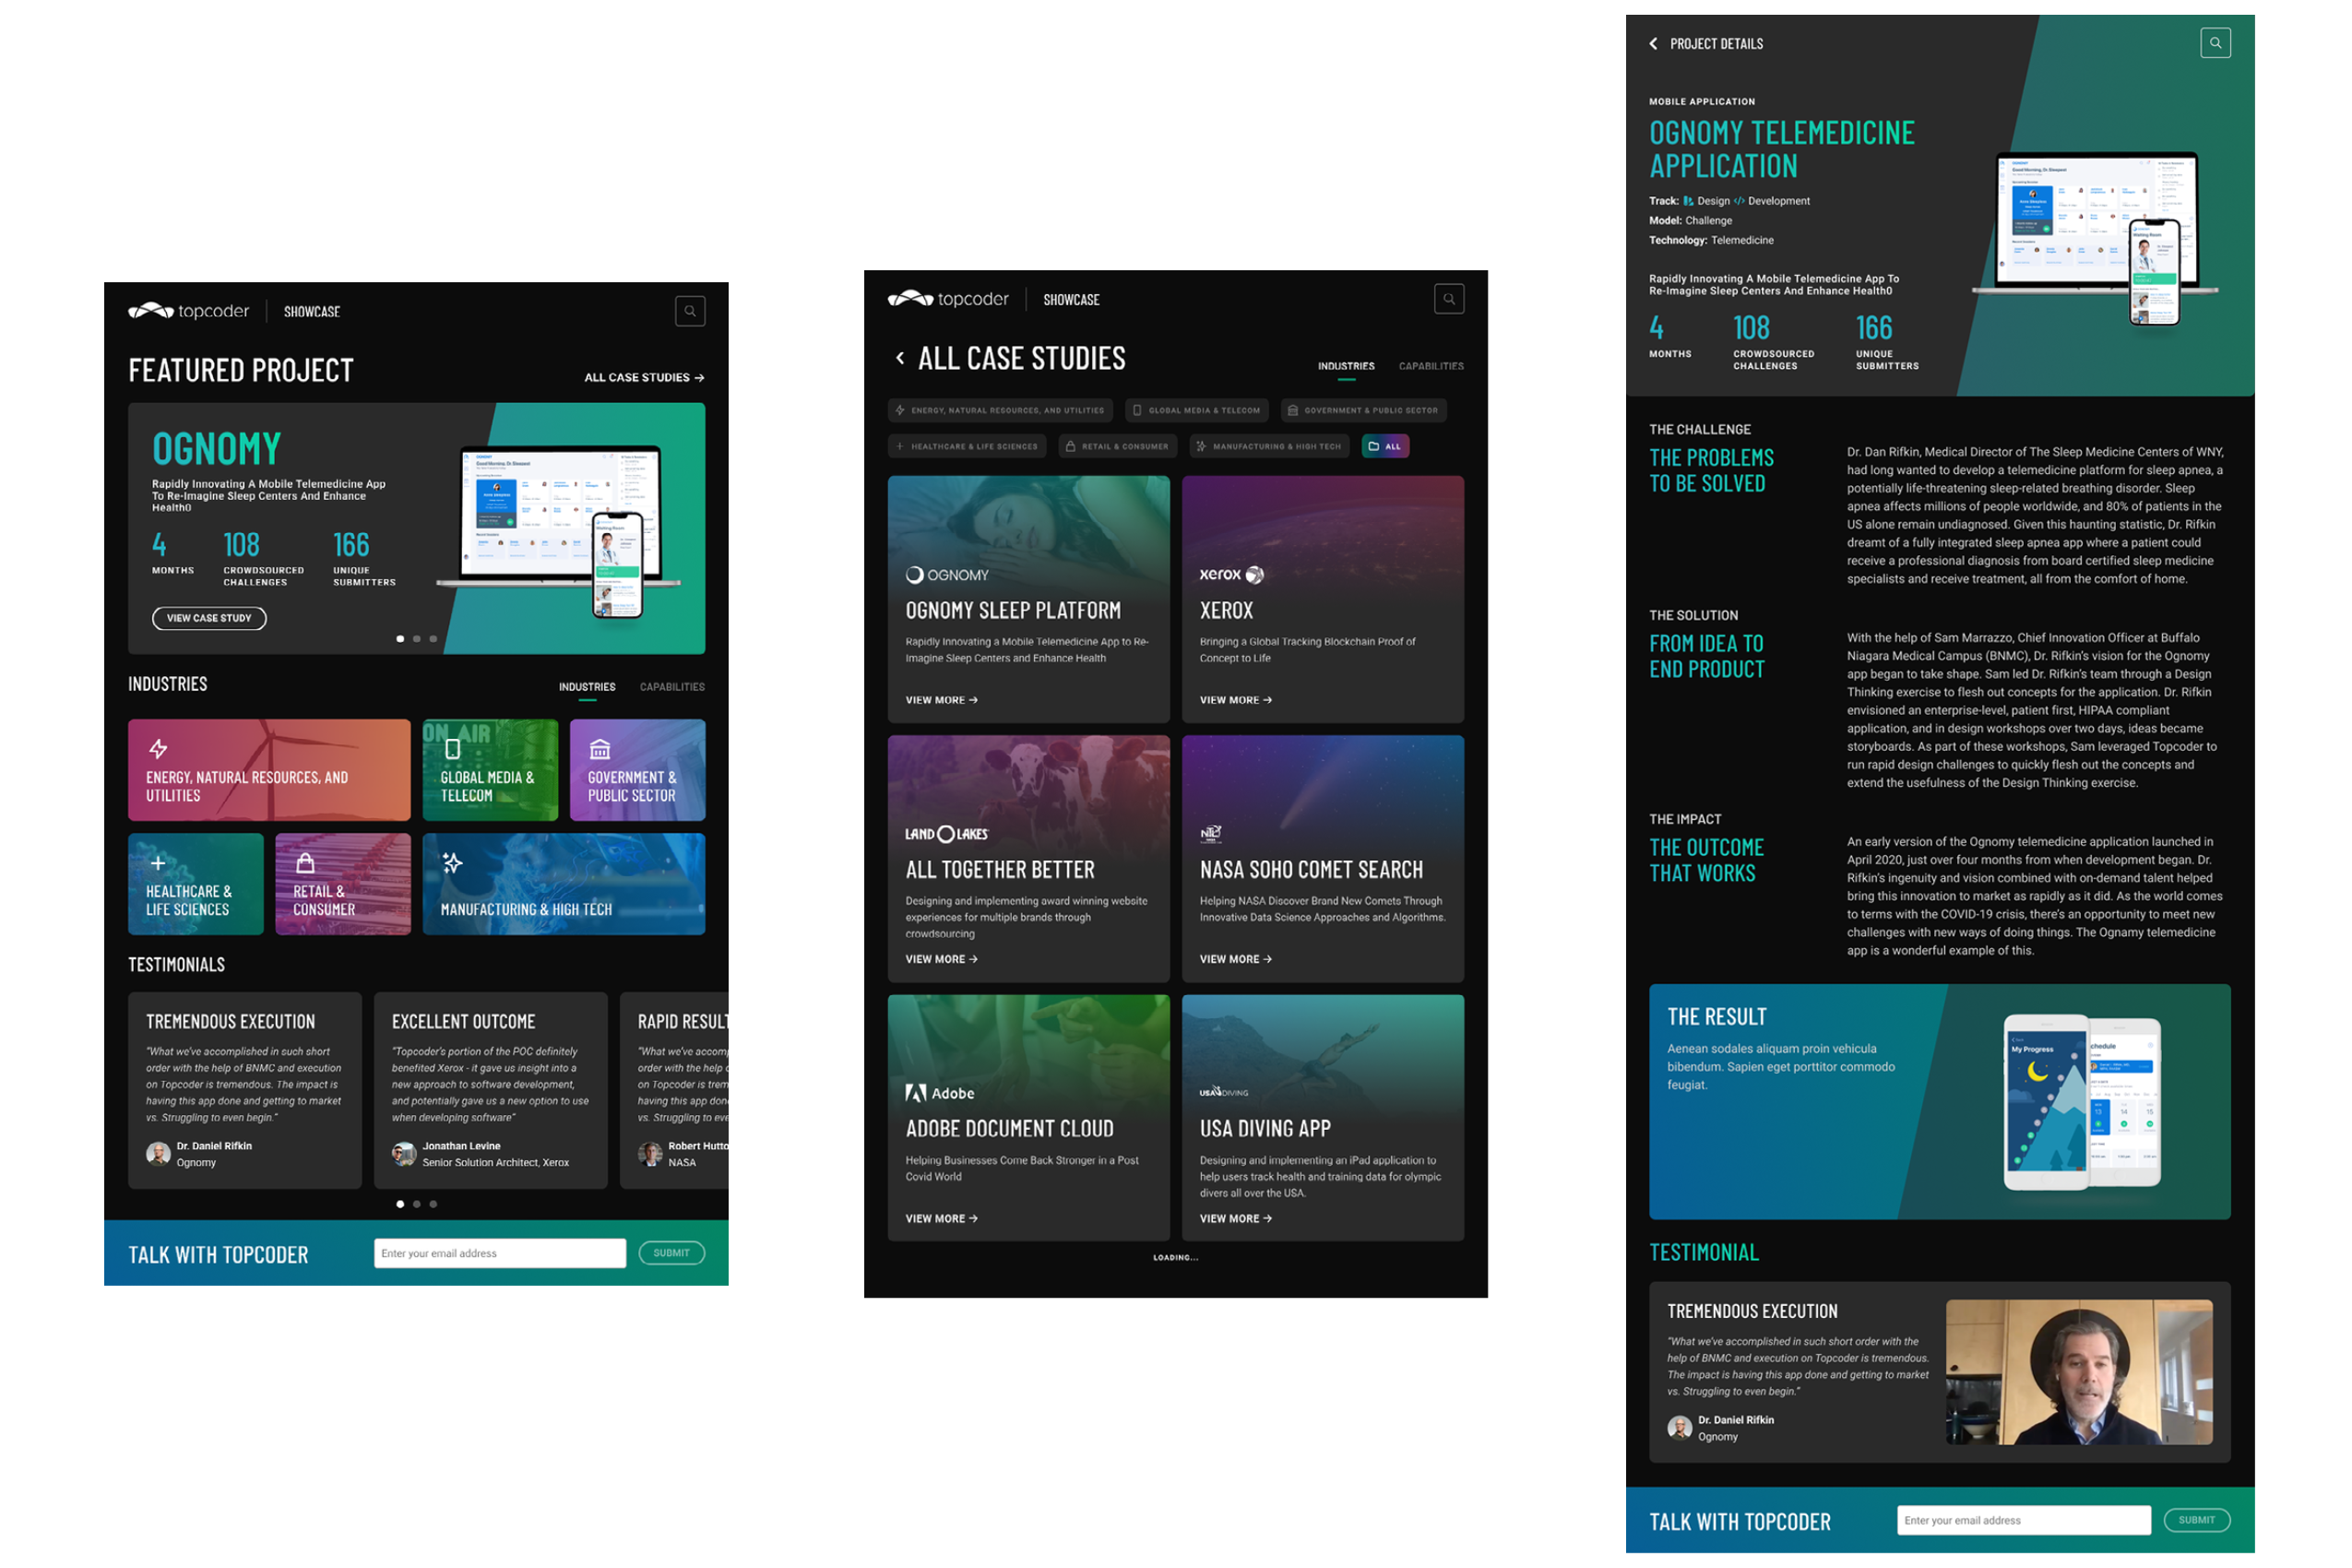 topcoder
SHOWCASE
FEATURED PROJECT
ALL CASE STUDIES →
OGNOMY
Rapidly Innovating A Mobile Telemedicine App
To Re-Imagine Sleep Centers And Enhance
Health0
4
MONTHS
108
CROWDSOURCED
CHALLENGES
166
UNIQUE
SUBMITTERS
VIEW CASE STUDY
INDUSTRIES
INDUSTRIES
CAPABILITIES
ENERGY, NATURAL RESOURCES, AND
UTILITIES
ON AIR
GLOBAL MEDIA &
TELECOM
GOVERNMENT &
PUBLIC SECTOR
HEALTHCARE &
LIFE SCIENCES
RETAIL &
CONSUMER
MANUFACTURING & HIGH TECH
TESTIMONIALS
TREMENDOUS EXECUTION
"What we've accomplished in such short
order with the help of BNMC and execution
on Topcoder is tremendous. The impact is
having this app done and getting to market
vs. Struggling to even begin."
Dr. Daniel Rifkin
Ognomy
EXCELLENT OUTCOME
"Topcoder's portion of the POC definitely
benefited Xerox - it gave us insight into a
new approach to software development,
and potentially gave us a new option to use
when developing software"
Jonathan Levine
Senior Solution Architect, Xerox
RAPID RESULT
"What we've accomp
order with the help o
on Topcoder is trem
having this app don
vs. Struggling to eve
Robert Hutto
NASA
TALK WITH TOPCODER
Enter your email address
SUBMIT
topcoder
SHOWCASE
ALL CASE STUDIES
INDUSTRIES
CAPABILITIES
ENERGY, NATURAL RESOURCES, AND UTILITIES
GLOBAL MEDIA & TELECOM
GOVERNMENT & PUBLIC SECTOR
HEALTHCARE & LIFE SCIENCES
RETAIL & CONSUMER
MANUFACTURING & HIGH TECH
ALL
OGNOMY
OGNOMY SLEEP PLATFORM
Rapidly Innovating a Mobile Telemedicine App to Re-
Imagine Sleep Centers and Enhance Health
VIEW MORE →
xerox
XEROX
Bringing a Global Tracking Blockchain Proof of
Concept to Life
VIEW MORE →
LAND O LAKES
ALL TOGETHER BETTER
Designing and implementing award winning website
experiences for multiple brands through
crowdsourcing
VIEW MORE →
NASA SOHO COMET SEARCH
Helping NASA Discover Brand New Comets Through
Innovative Data Science Approaches and Algorithms.
VIEW MORE →
Adobe
ADOBE DOCUMENT CLOUD
Helping Businesses Come Back Stronger in a Post
Covid World
VIEW MORE →
USA DIVING
USA DIVING APP
Designing and implementing an iPad application to
help users track health and training data for olympic
divers all over the USA.
VIEW MORE →
LOADING...
PROJECT DETAILS
MOBILE APPLICATION
OGNOMY TELEMEDICINE
APPLICATION
Track: Design </> Development
Model: Challenge
Technology: Telemedicine
Rapidly Innovating A Mobile Telemedicine App To
Re-Imagine Sleep Centers And Enhance Health0
4
MONTHS
108
CROWDSOURCED
CHALLENGES
166
UNIQUE
SUBMITTERS
THE CHALLENGE
THE PROBLEMS
TO BE SOLVED
Dr. Dan Rifkin, Medical Director of The Sleep Medicine Centers of WNY,
had long wanted to develop a telemedicine platform for sleep apnea, a
potentially life-threatening sleep-related breathing disorder. Sleep
apnea affects millions of people worldwide, and 80% of patients in the
US alone remain undiagnosed. Given this haunting statistic, Dr. Rifkin
dreamt of a fully integrated sleep apnea app where a patient could
receive a professional diagnosis from board certified sleep medicine
specialists and receive treatment, all from the comfort of home.
THE SOLUTION
FROM IDEA TO
END PRODUCT
With the help of Sam Marrazzo, Chief Innovation Officer at Buffalo
Niagara Medical Campus (BNMC), Dr. Rifkin's vision for the Ognomy
app began to take shape. Sam led Dr. Rifkin's team through a Design
Thinking exercise to flesh out concepts for the application. Dr. Rifkin
envisioned an enterprise-level, patient first, HIPAA compliant
application, and in design workshops over two days, ideas became
storyboards. As part of these workshops, Sam leveraged Topcoder to
run rapid design challenges to quickly flesh out the concepts and
extend the usefulness of the Design Thinking exercise.
THE IMPACT
THE OUTCOME
THAT WORKS
An early version of the Ognomy telemedicine application launched in
April 2020, just over four months from when development began. Dr.
Rifkin's ingenuity and vision combined with on-demand talent helped
bring this innovation to market as rapidly as it did. As the world comes
to terms with the COVID-19 crisis, there's an opportunity to meet new
challenges with new ways of doing things. The Ognamy telemedicine
app is a wonderful example of this.
THE RESULT
Aenean sodales aliquam proin vehicula
bibendum. Sapien eget porttitor commodo
feugiat.
My Progress
chedule
13
14
15
TESTIMONIAL
TREMENDOUS EXECUTION
"What we've accomplished in such short order with the
help of BNMC and execution on Topcoder is tremendous.
The impact is having this app done and getting to market
vs. Struggling to even begin."
Dr. Daniel Rifkin
Ognomy
TALK WITH TOPCODER
Enter your email address
SUBMIT